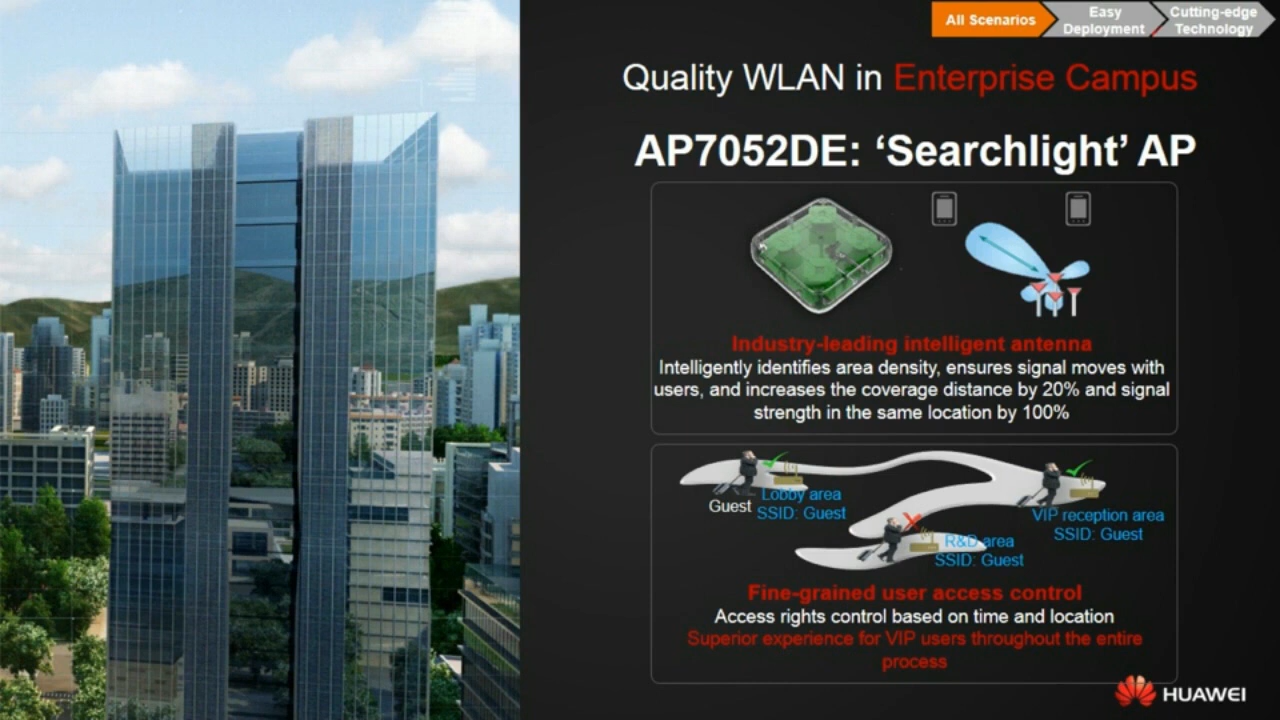 All Scenarios
Easy
Deployment
Cutting-edge
Technology
Quality WLAN in Enterprise Campus
AP7052DE: ‘Searchlight’ AP
Industry-leading intelligent antenna
Intelligently identifies area density, ensures signal moves with
users, and increases the coverage distance by 20% and signal
strength in the same location by 100%
Guest
Lobby area
SSID: Guest
VIP reception area
SSID: Guest
R&D area
SSID: Guest
Fine-grained user access control
Access rights control based on time and location
Superior experience for VIP users throughout the entire
process
HUAWEI